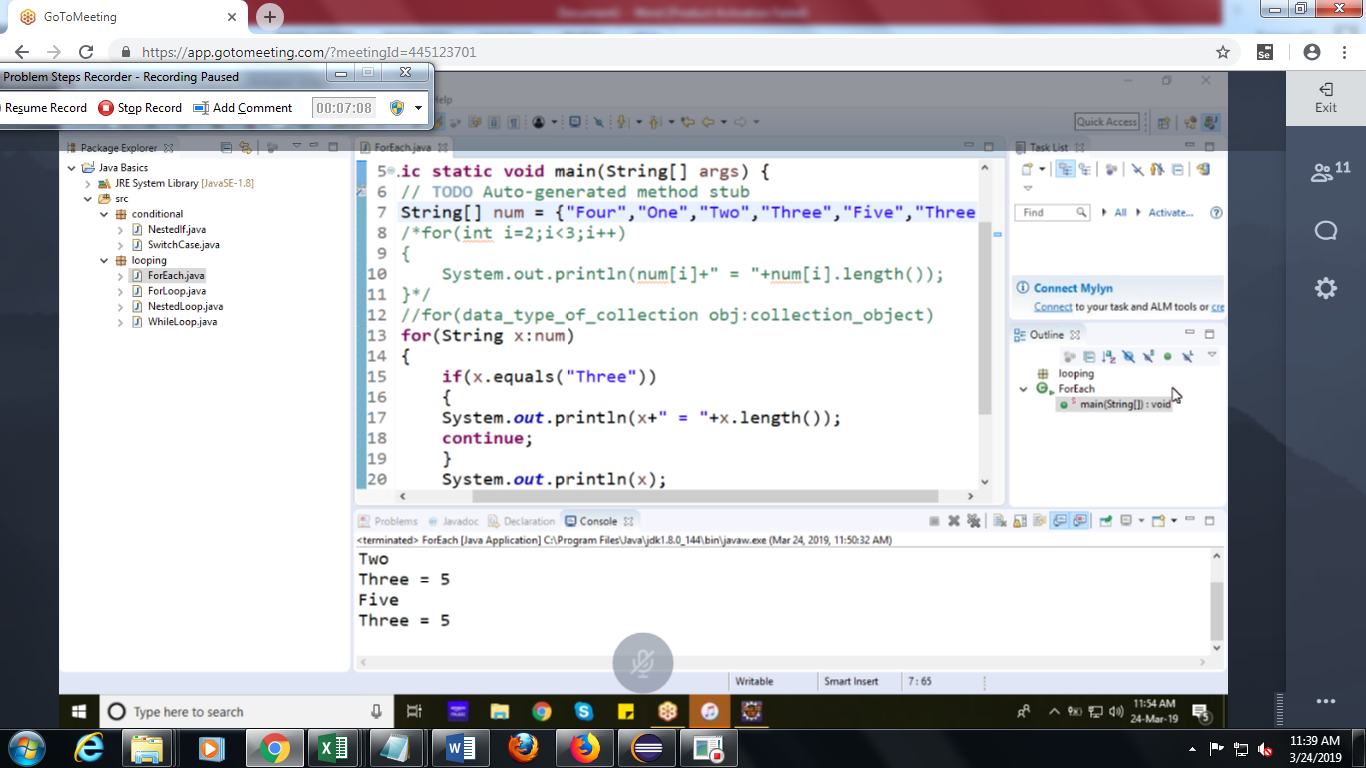 GoToMeeting
https://app.gotomeeting.com/?meetingId=445123701
Problem Steps Recorder - Recording Paused
Resume Record Stop Record Add Comment 00:07:08
Exit
11
Quick Access
Package Explorer
Java Basics
JRE System Library [JavaSE-1.8]
src
conditional
NestedIf.java
SwitchCase.java
looping
ForEach.java
ForLoop.java
NestedLoop.java
WhileLoop.java
ForEach.java
5 ic static void main(String[] args) {
6 // TODO Auto-generated method stub
7 String[] num = {"Four","One","Two","Three","Five","Three
8 /*for(int i=2;i<3;i++)
9 {
10 System.out.println(num[i]+" = "+num[i].length());
11 }*/
12 //for(data_type_of_collection obj:collection_object)
13 for(String x:num)
14 {
15 if(x.equals("Three"))
16 {
17 System.out.println(x+" = "+x.length());
18 continue;
19 }
20 System.out.println(x);
Task List
Find All Activate...
Connect Mylyn
Connect to your task and ALM tools or cre
Outline
looping
ForEach
main(String[]) : void
Problems Javadoc Declaration Console
<terminated> ForEach [Java Application] C:\Program Files\Java\jdk1.8.0_144\bin\javaw.exe (Mar 24, 2019, 11:50:32 AM)
Two
Three = 5
Five
Three = 5
Writable Smart Insert 7 : 65
Type here to search
11:54 AM
24-Mar-19
5
11:39 AM
3/24/2019